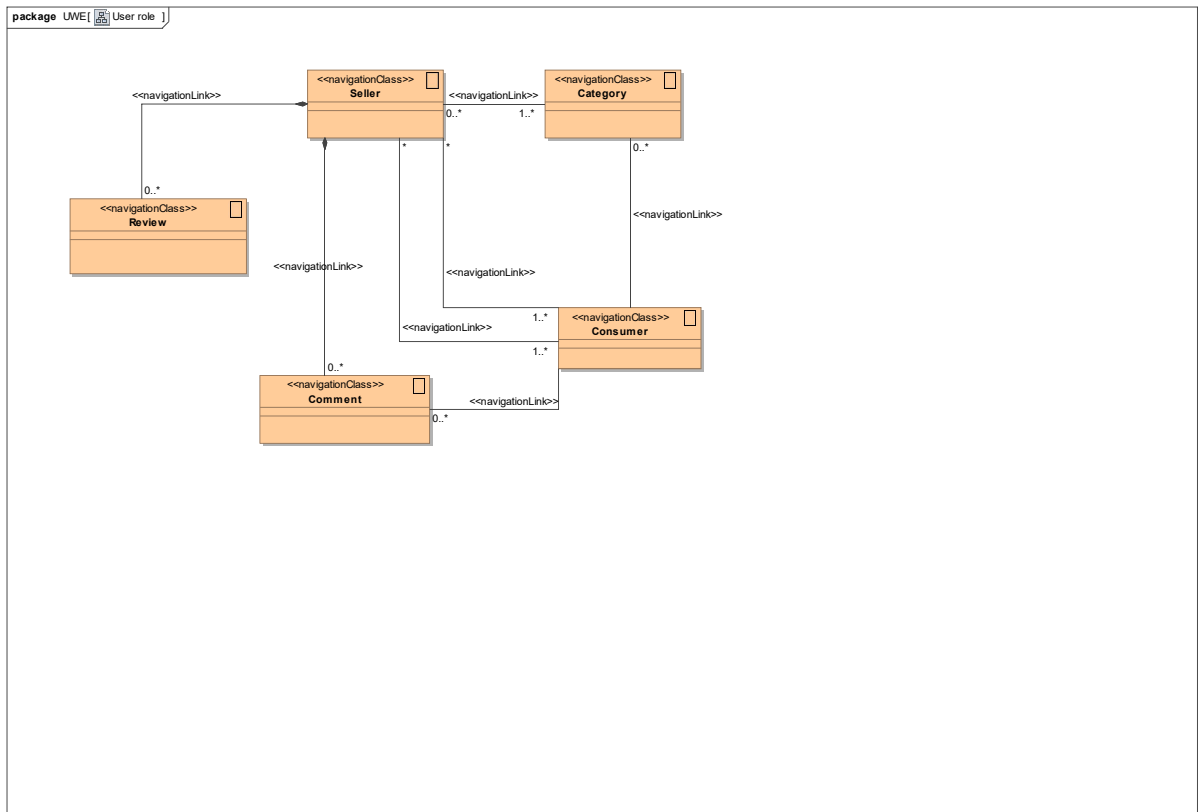 package UWE[ User role ]
<<navigationClass>>
Seller
<<navigationClass>>
Category
<<navigationLink>>
<<navigationLink>>
0..*
1..*
*
*
0..*
0..*
<<navigationClass>>
Review
<<navigationLink>>
<<navigationLink>>
<<navigationLink>>
1..*
<<navigationClass>>
Consumer
<<navigationLink>>
1..*
0..*
<<navigationClass>>
Comment
<<navigationLink>>
0..*